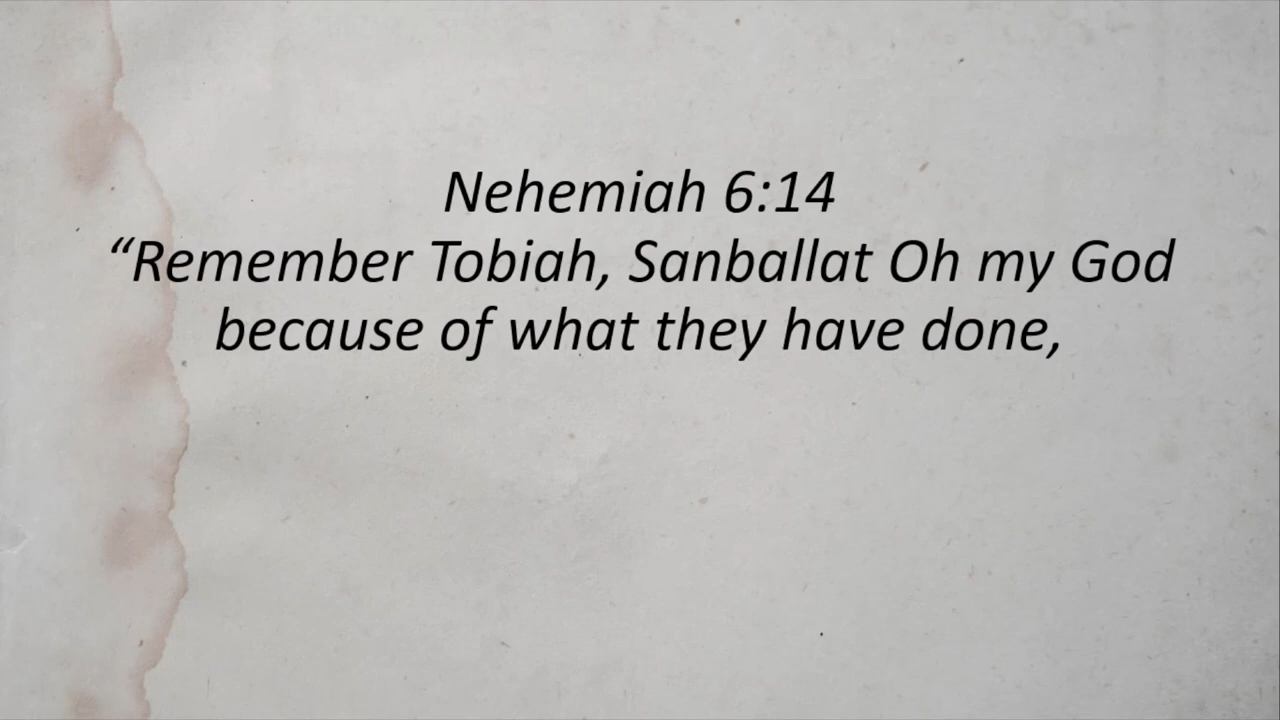 Nehemiah 6:14
“Remember Tobiah, Sanballat Oh my God
because of what they have done,